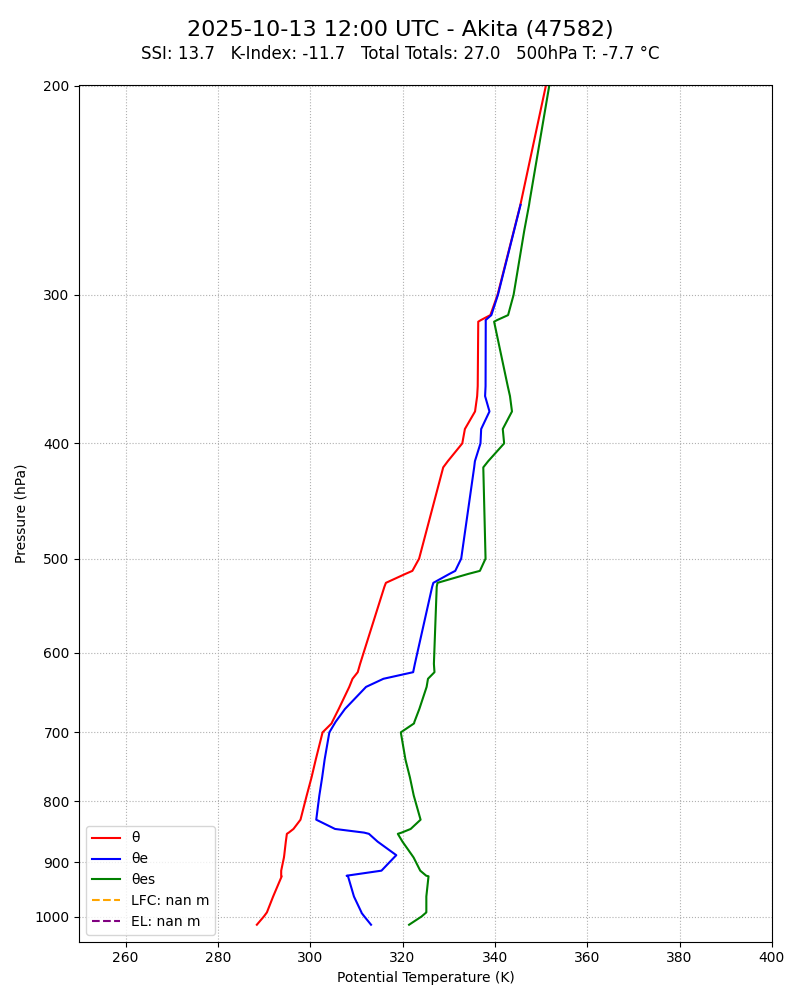 2025-10-13 12:00 UTC - Akita (47582)
SSI: 13.7 K-Index: -11.7 Total Totals: 27.0 500hPa T: -7.7 °C
200
300
400
500
600
700
800
900
1000
Pressure (hPa)
θ
θe
θes
LFC: nan m
EL: nan m
260 280 300 320 340 360 380 400
Potential Temperature (K)